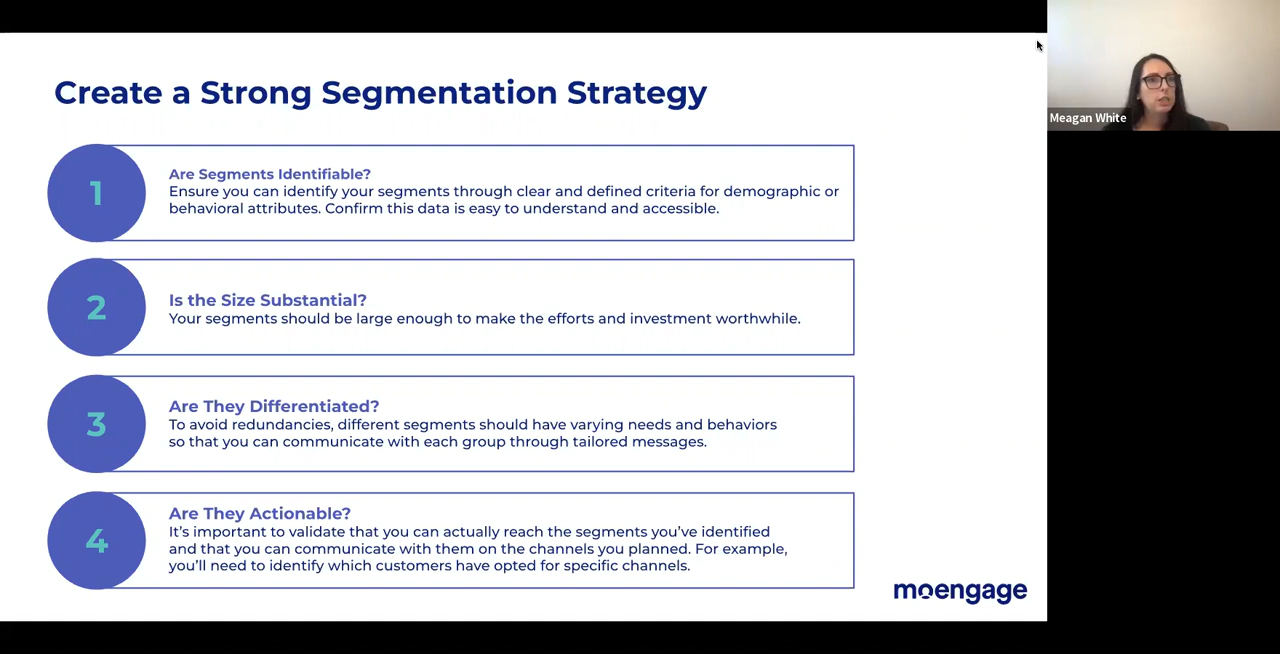 Create a Strong Segmentation Strategy
1
Are Segments Identifiable?
Ensure you can identify your segments through clear and defined criteria for demographic or
behavioral attributes. Confirm this data is easy to understand and accessible.
2
Is the Size Substantial?
Your segments should be large enough to make the efforts and investment worthwhile.
3
Are They Differentiated?
To avoid redundancies, different segments should have varying needs and behaviors
so that you can communicate with each group through tailored messages.
4
Are They Actionable?
It’s important to validate that you can actually reach the segments you’ve identified
and that you can communicate with them on the channels you planned. For example,
you’ll need to identify which customers have opted for specific channels.
moengage
Meagan White